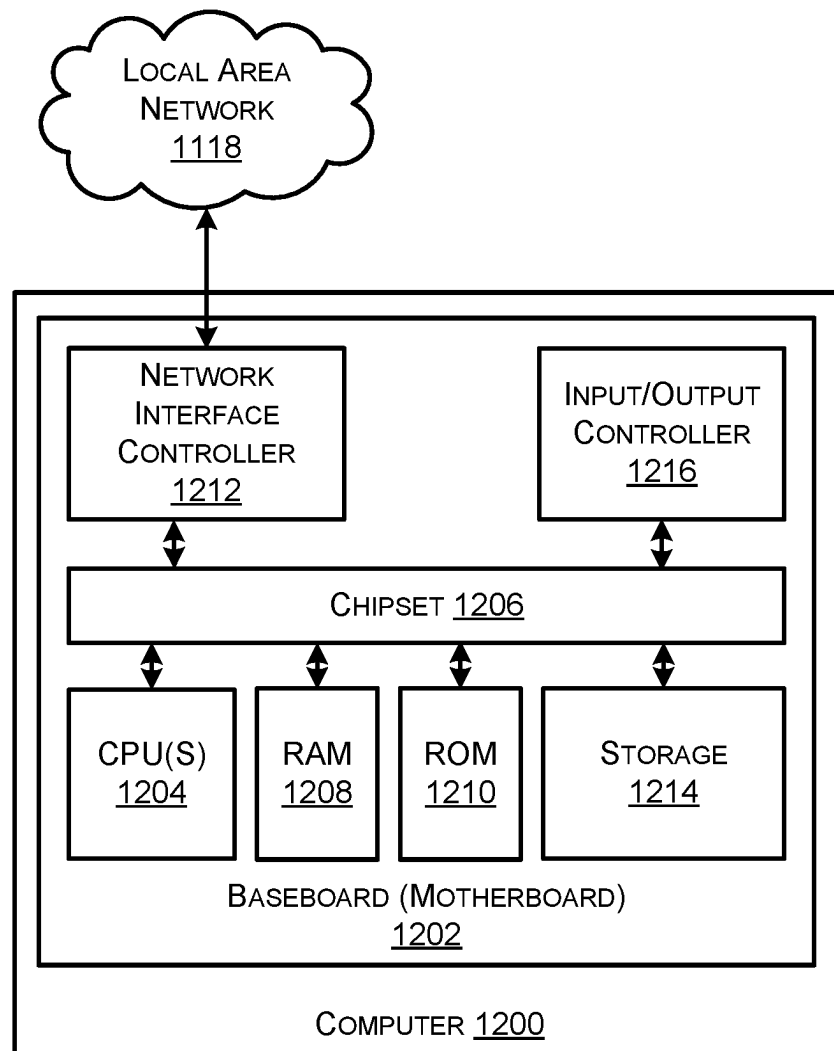 LOCAL AREA
NETWORK
1118
NETWORK
INTERFACE
CONTROLLER
1212
INPUT/OUTPUT
CONTROLLER
1216
CHIPSET 1206
CPU(S)
1204
RAM
1208
ROM
1210
STORAGE
1214
BASEBOARD (MOTHERBOARD)
1202
COMPUTER 1200